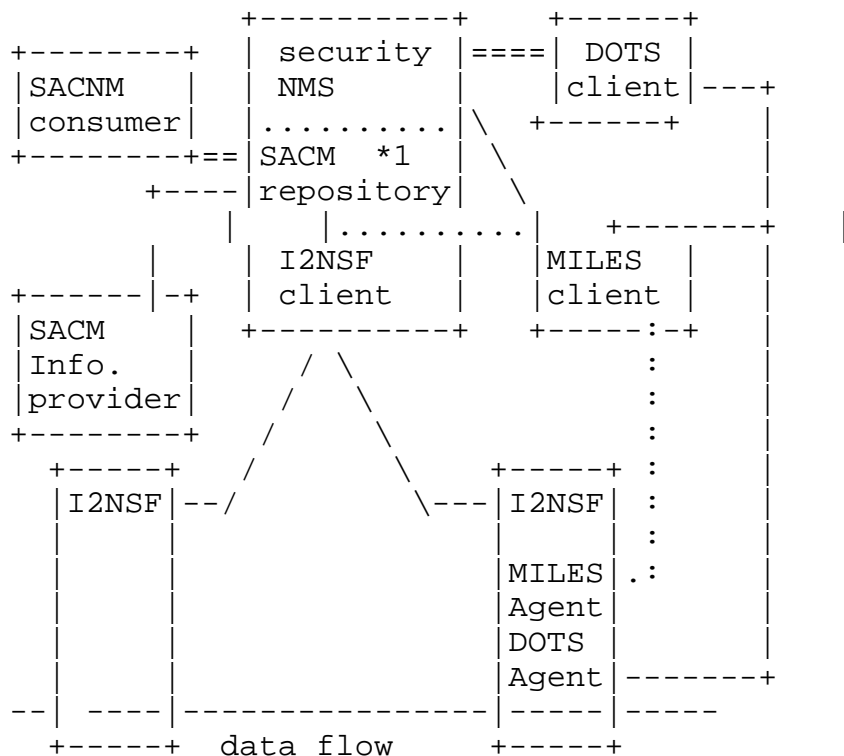 security DOTS
SACNM NMS client
consumer
SACM *1
repository
I2NSF MILES
client client
SACM
Info.
provider
I2NSF I2NSF
MILES
Agent
DOTS
Agent
data flow